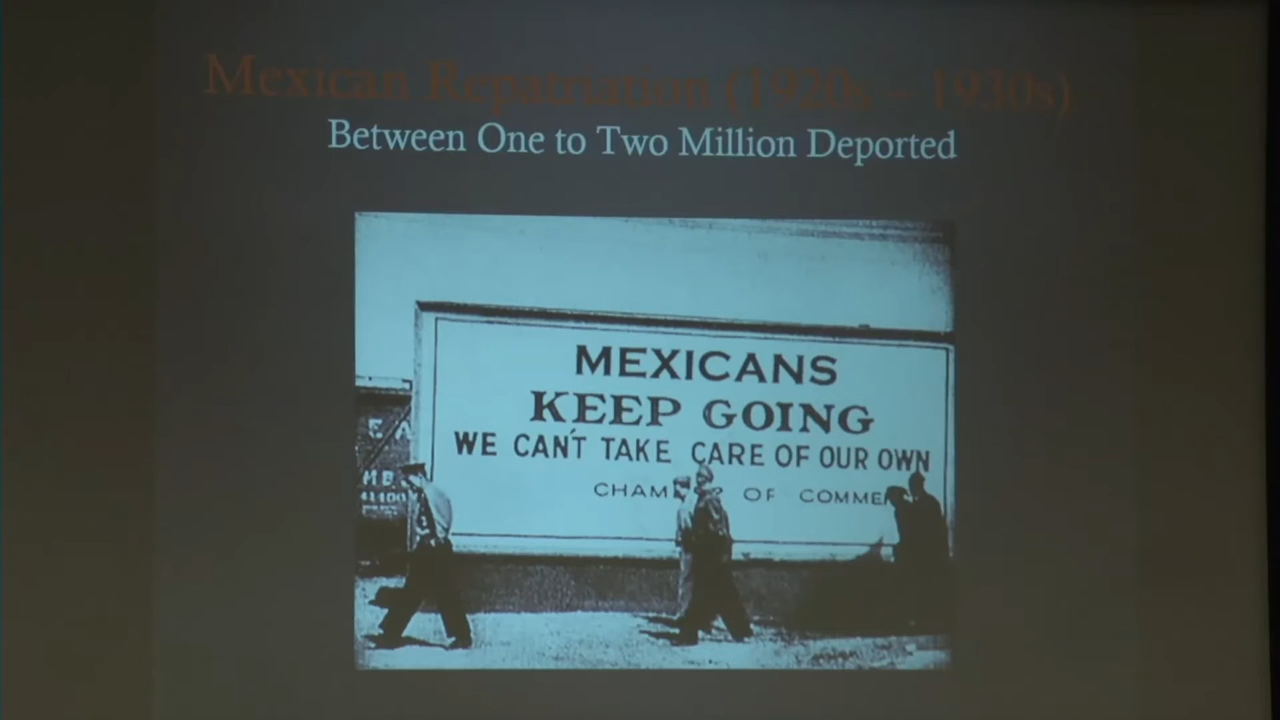 Mexican Repatriation (1920s – 1930s)
Between One to Two Million Deported
MEXICANS
KEEP GOING
WE CAN'T TAKE CARE OF OUR OWN
OF
41400